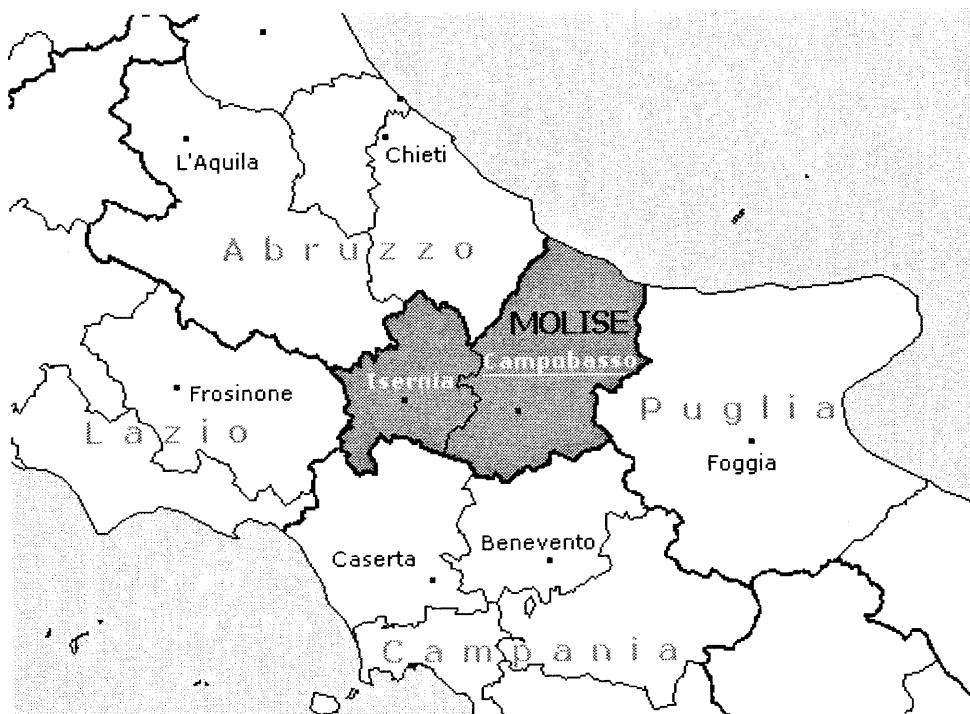 Chieti
L'Aquila
Abruzzo
MOLISE
Campobasso
Isernia
Frosinone
Lazio
Puglia
Foggia
Benevento
Caserta
Campania